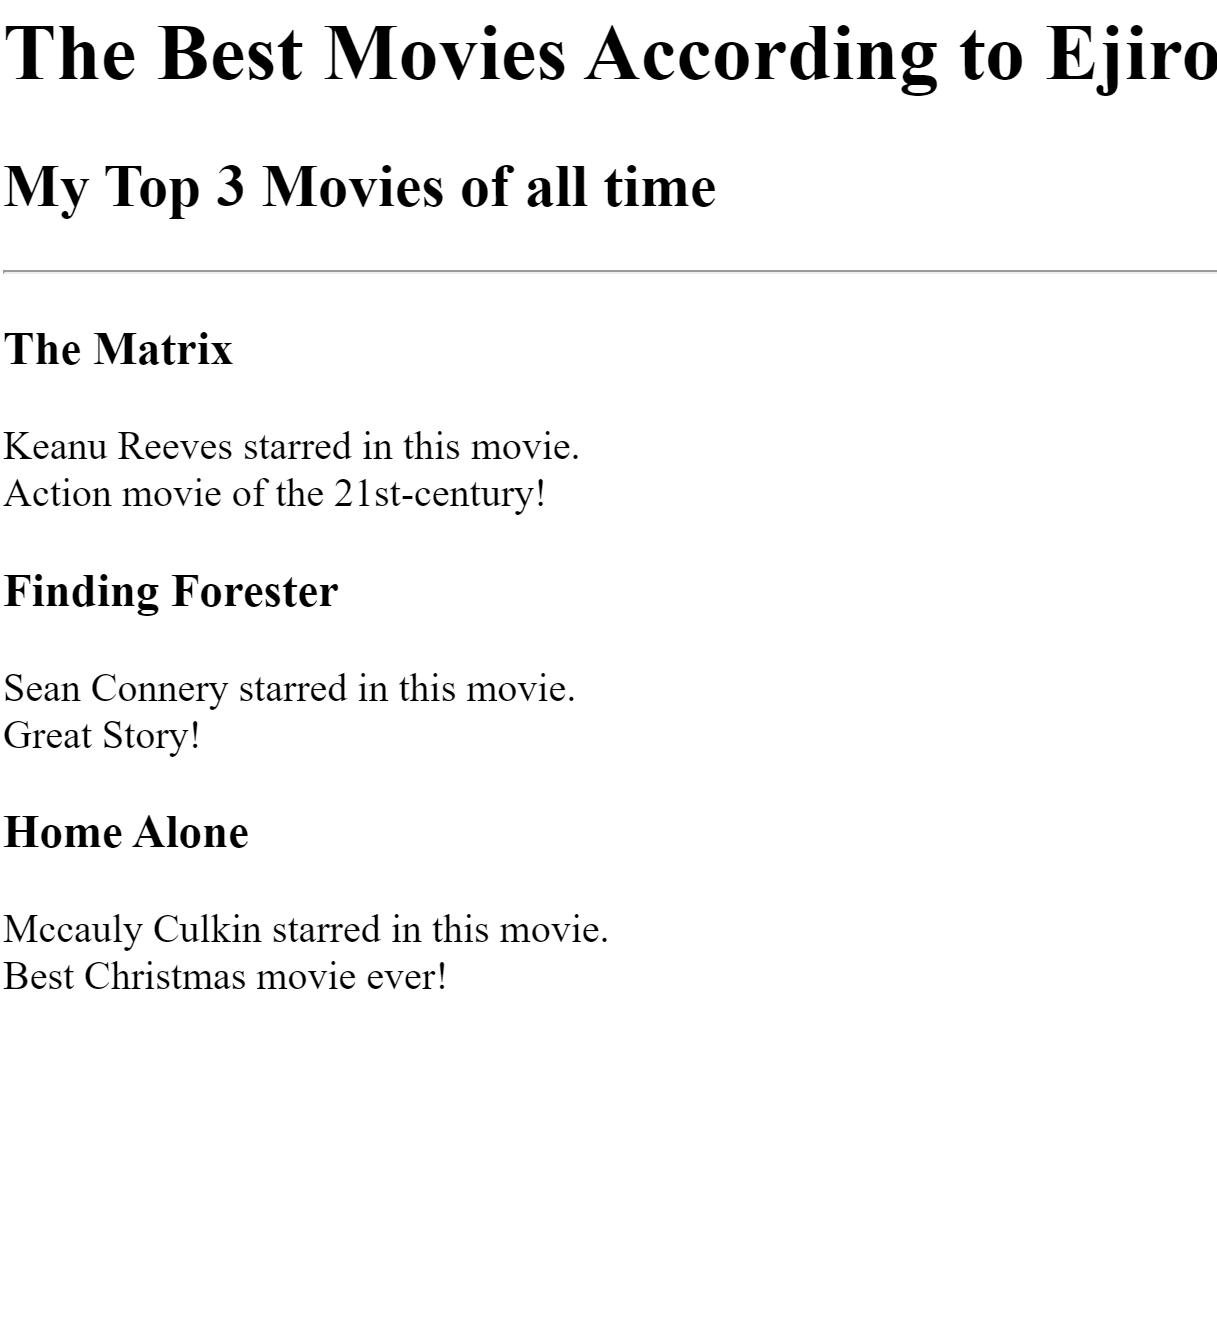 The Best Movies According to Ejiro
My Top 3 Movies of all time
The Matrix
Keanu Reeves starred in this movie.
Action movie of the 21st-century!
Finding Forester
Sean Connery starred in this movie.
Great Story!
Home Alone
Mccauly Culkin starred in this movie.
Best Christmas movie ever!